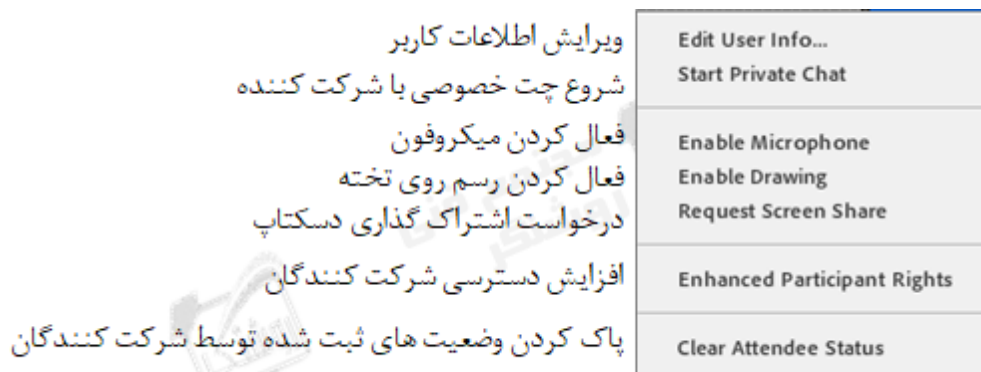 ویرایش اطلاعات کاربر
Edit User Info...
شروع چت خصوصی با شرکت کننده
Start Private Chat
فعال کردن میکروفون
Enable Microphone
فعال کردن رسم روی تخته
Enable Drawing
درخواست اشتراک گذاری دسکتاپ
Request Screen Share
افزایش دسترسی شرکت کنندگان
Enhanced Participant Rights
پاک کردن وضعیت های ثبت شده توسط شرکت کنندگان
Clear Attendee Status